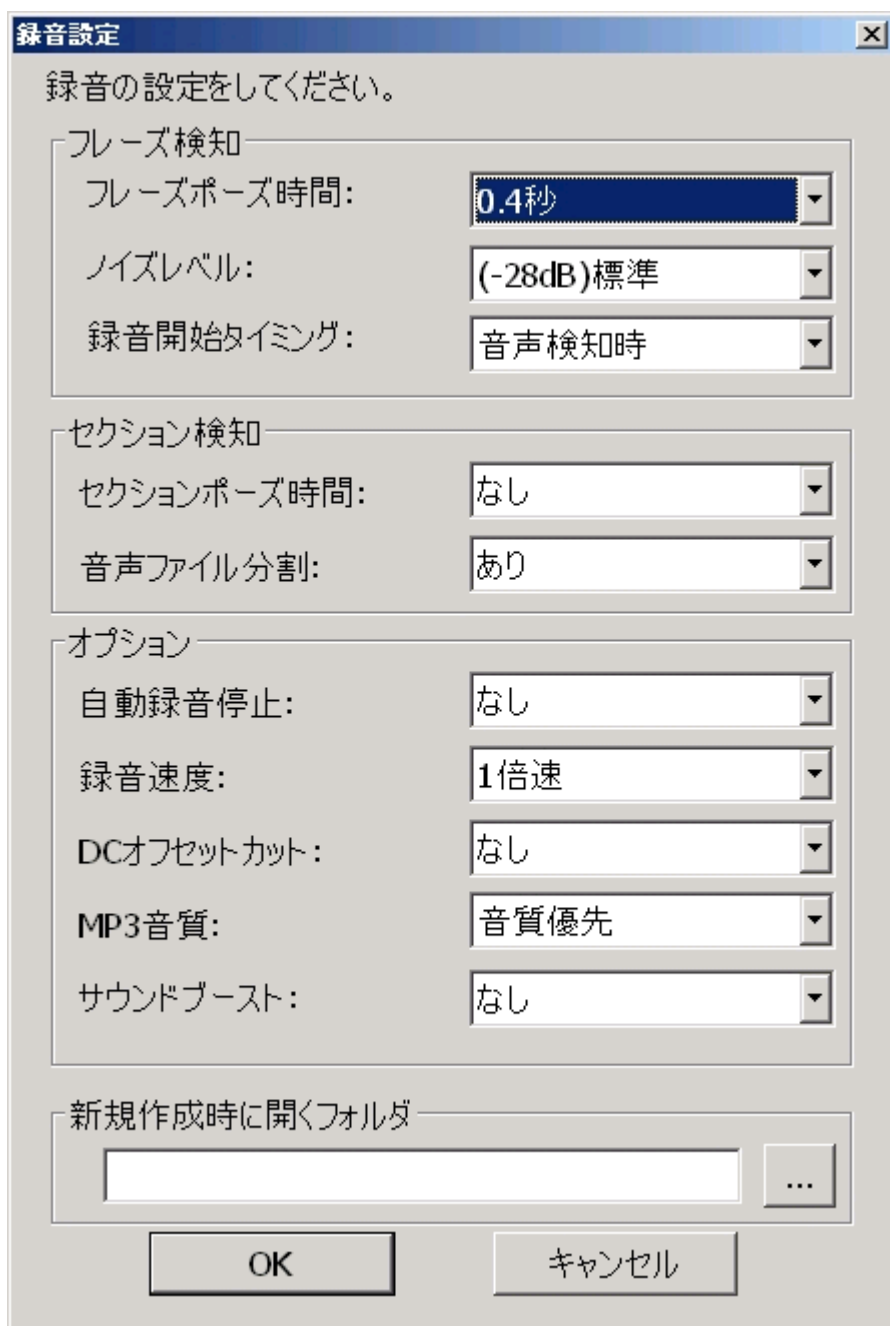 録音設定
録音の設定をしてください。
フレーズ検知
フレーズポーズ時間: 0.4秒
ノイズレベル: (-28dB)標準
録音開始タイミング: 音声検知時
セクション検知
セクションポーズ時間: なし
音声ファイル分割: あり
オプション
自動録音停止: なし
録音速度: 1倍速
DCオフセットカット: なし
MP3音質: 音質優先
サウンドブースト: なし
新規作成時に開くフォルダ
...
OK キャンセル